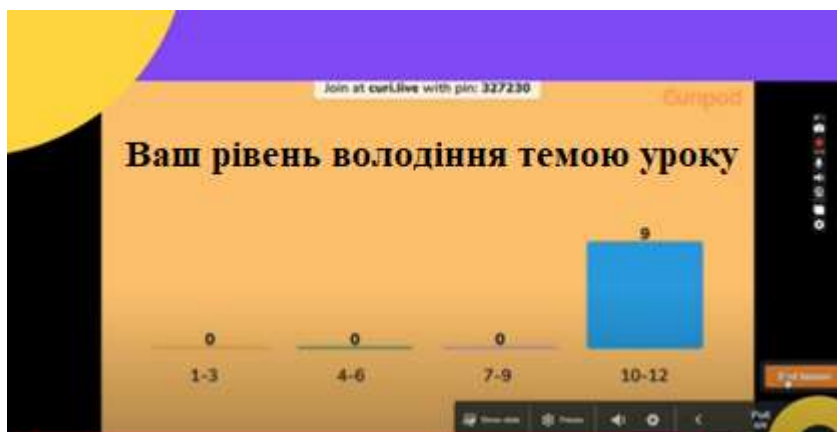 Join at curi.live with pin: 327230
Curipod
Ваш рівень володіння темою уроку
9
0 0 0
1-3 4-6 7-9 10-12
End lesson